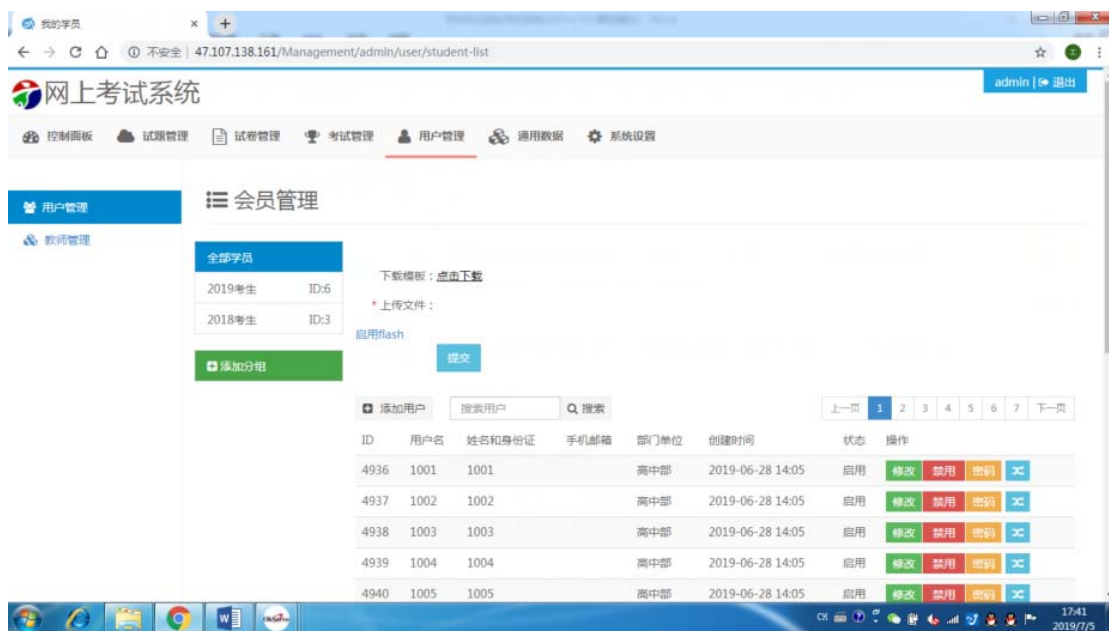 我的学员
不安全 | 47.107.138.161/Management/admin/user/student-list
admin | 退出
网上考试系统
控制面板 试题管理 试卷管理 考试管理 用户管理 通用数据 系统设置
用户管理
教师管理
会员管理
全部学员
2019考生 ID:6
2018考生 ID:3
添加分组
下载模板：点击下载
* 上传文件：
启用flash
提交
添加用户 搜索用户 搜索 上一页 1 2 3 4 5 6 7 下一页
ID 用户名 姓名和身份证 手机邮箱 部门单位 创建时间 状态 操作
4936 1001 1001 高中部 2019-06-28 14:05 启用 修改 禁用 密码
4937 1002 1002 高中部 2019-06-28 14:05 启用 修改 禁用 密码
4938 1003 1003 高中部 2019-06-28 14:05 启用 修改 禁用 密码
4939 1004 1004 高中部 2019-06-28 14:05 启用 修改 禁用 密码
4940 1005 1005 高中部 2019-06-28 14:05 启用 修改 禁用 密码
CH 17:41
2019/7/5